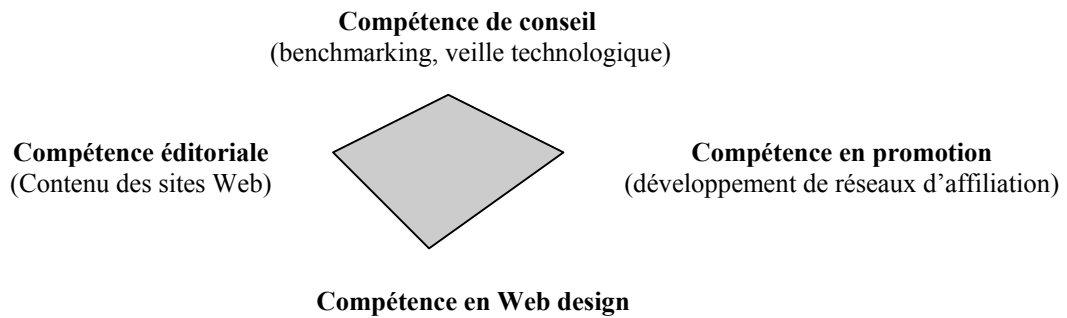 Compétence de conseil
(benchmarking, veille technologique)
Compétence éditoriale
(Contenu des sites Web)
Compétence en promotion
(développement de réseaux d’affiliation)
Compétence en Web design